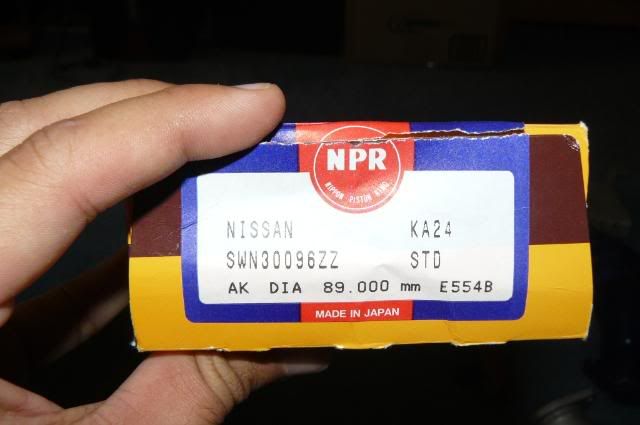 NPR
NIPPON PISTON RING
NISSAN KA24
SWN30096ZZ STD
AK DIA 89.000 mm E554B
MADE IN JAPAN